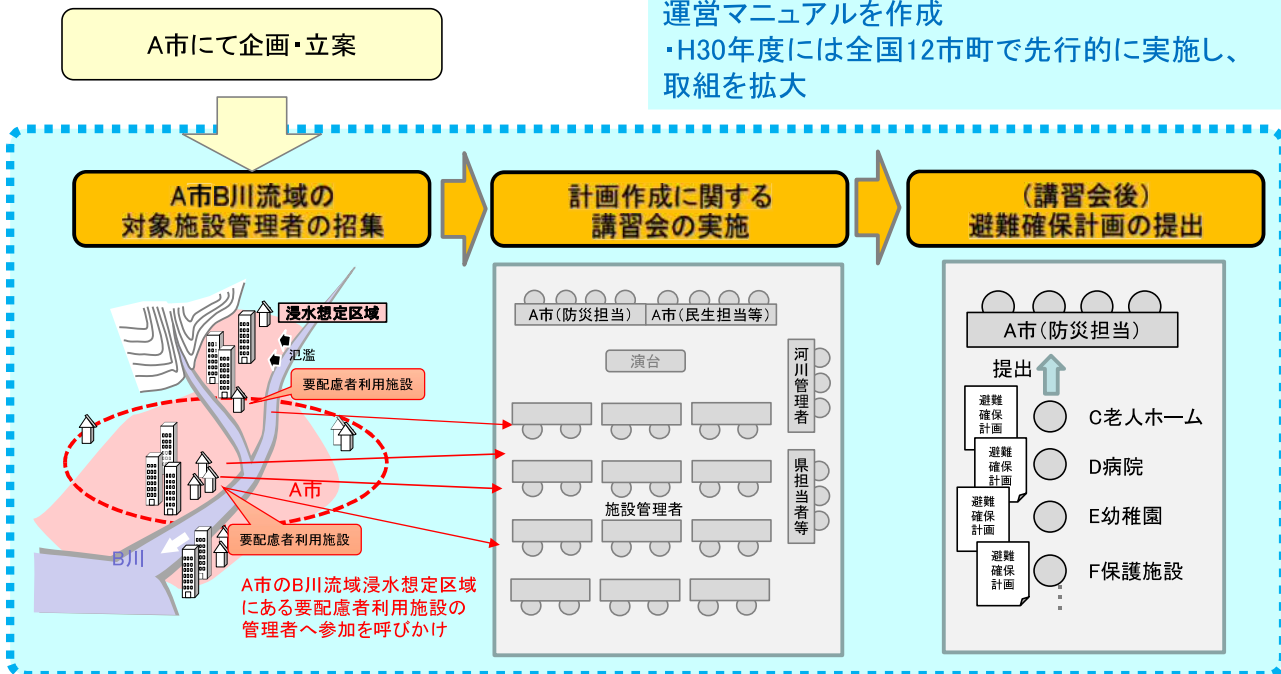 運営マニュアルを作成
・H30年度には全国12市町で先行的に実施し、
取組を拡大
A市にて企画・立案
A市B川流域の
対象施設管理者の招集
計画作成に関する
講習会の実施
(講習会後)
避難確保計画の提出
浸水想定区域
氾濫
要配慮者利用施設
A市
要配慮者利用施設
B川
A市のB川流域浸水想定区域
にある要配慮者利用施設の
管理者へ参加を呼びかけ
A市(防災担当)
A市(民生担当等)
演台
河川管理者
県担当者等
施設管理者
A市(防災担当)
提出
避難
確保
計画
C老人ホーム
避難
確保
計画
D病院
避難
確保
計画
E幼稚園
避難
確保
計画
F保護施設